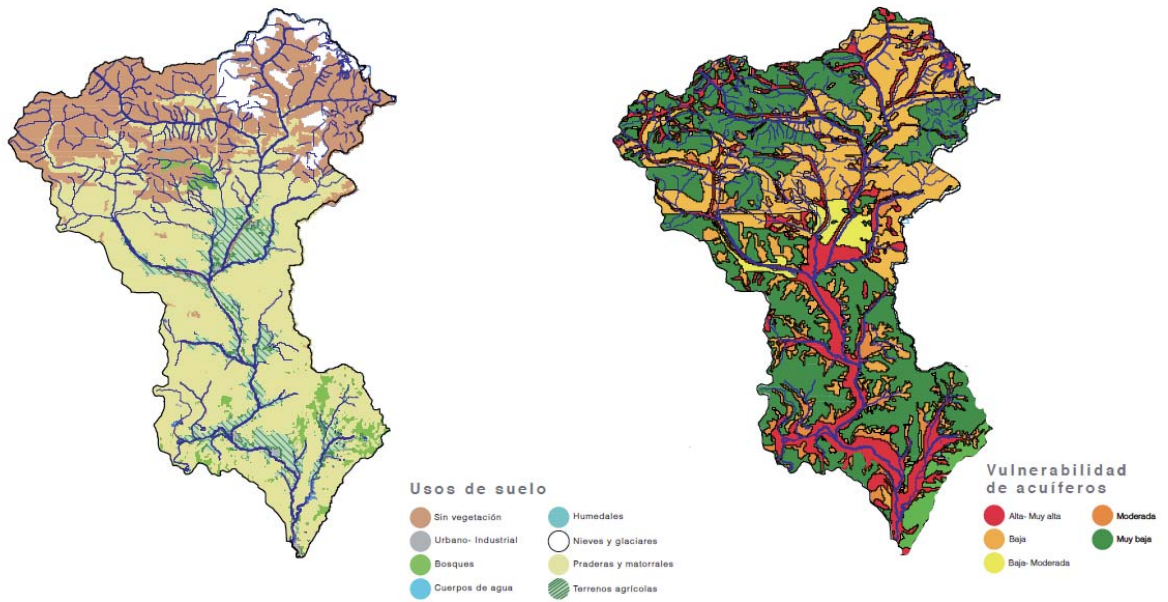 Usos de suelo
Sin vegetación
Urbano- Industrial
Bosques
Cuerpos de agua
Humedales
Nieves y glaciares
Praderas y matorrales
Terrenos agrícolas
Vulnerabilidad
de acuíferos
Alta- Muy alta
Baja
Baja- Moderada
Moderada
Muy baja